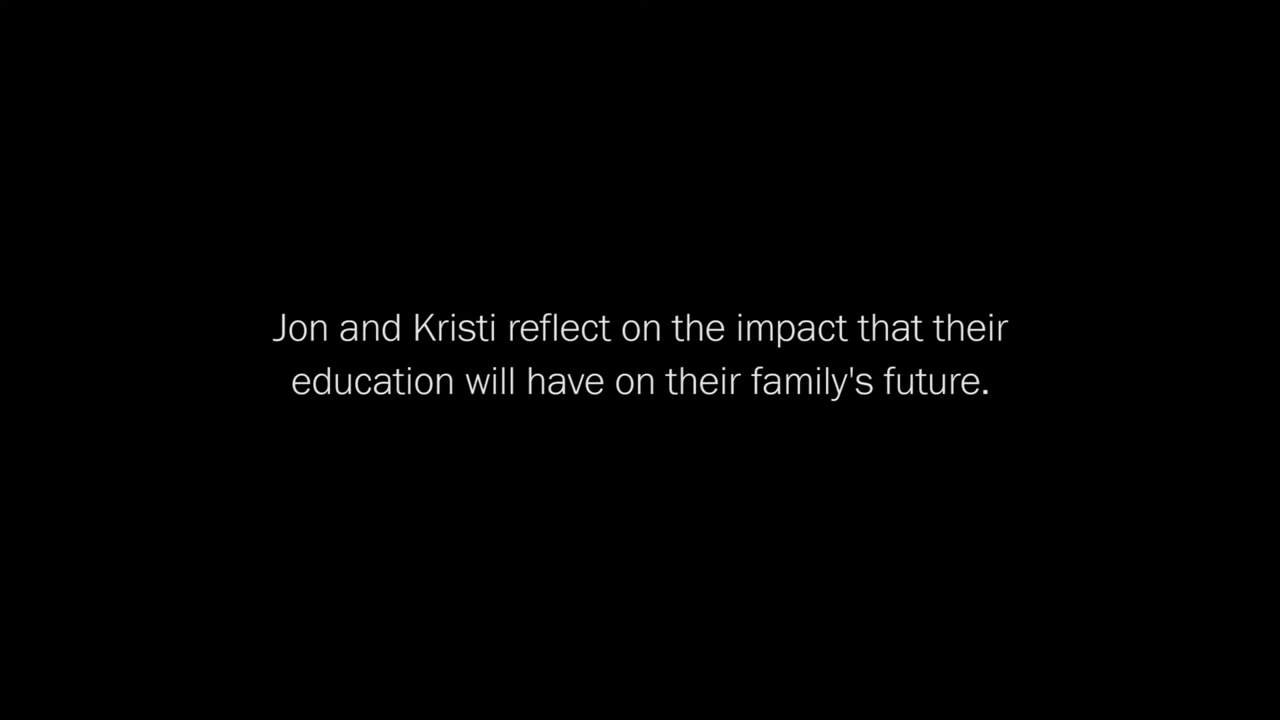 Jon and Kristi reflect on the impact that their
education will have on their family's future.